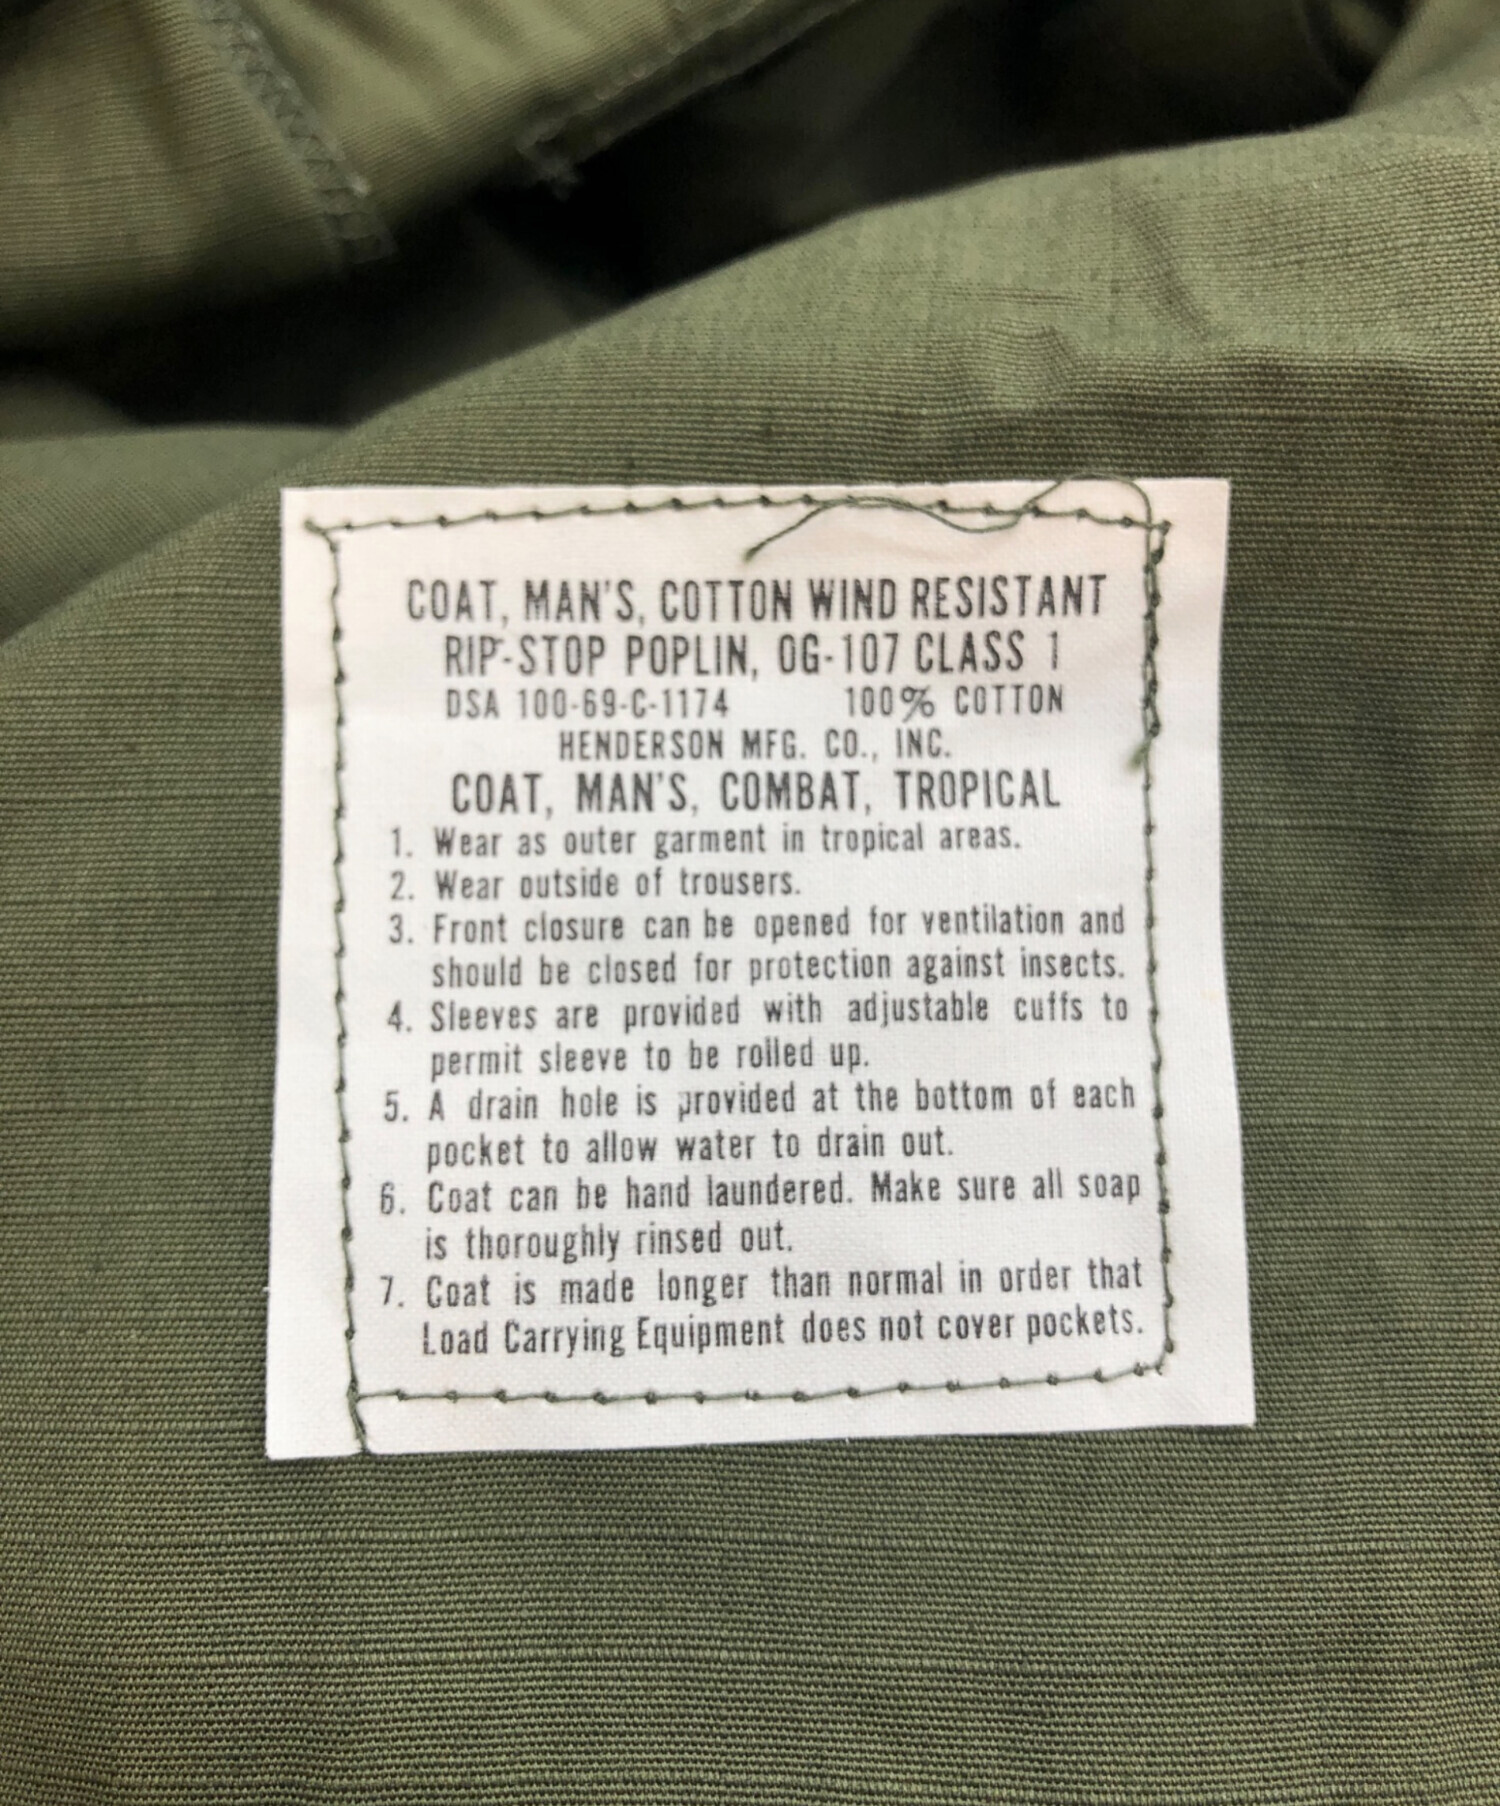 COAT, MAN'S, COTTON WIND RESISTANT
RIP-STOP POPLIN, OG-107 CLASS 1
DSA 100-69-C-1174 100% COTTON
HENDERSON MFG. CO., INC.
COAT, MAN'S, COMBAT, TROPICAL
1. Wear as outer garment in tropical areas.
2. Wear outside of trousers.
3. Front closure can be opened for ventilation and
should be closed for protection against insects.
4. Sleeves are provided with adjustable cuffs to
permit sleeve to be rolled up.
5. A drain hole is provided at the bottom of each
pocket to allow water to drain out.
6. Coat can be hand laundered. Make sure all soap
is thoroughly rinsed out.
7. Coat is made longer than normal in order that
Load Carrying Equipment does not cover pockets.